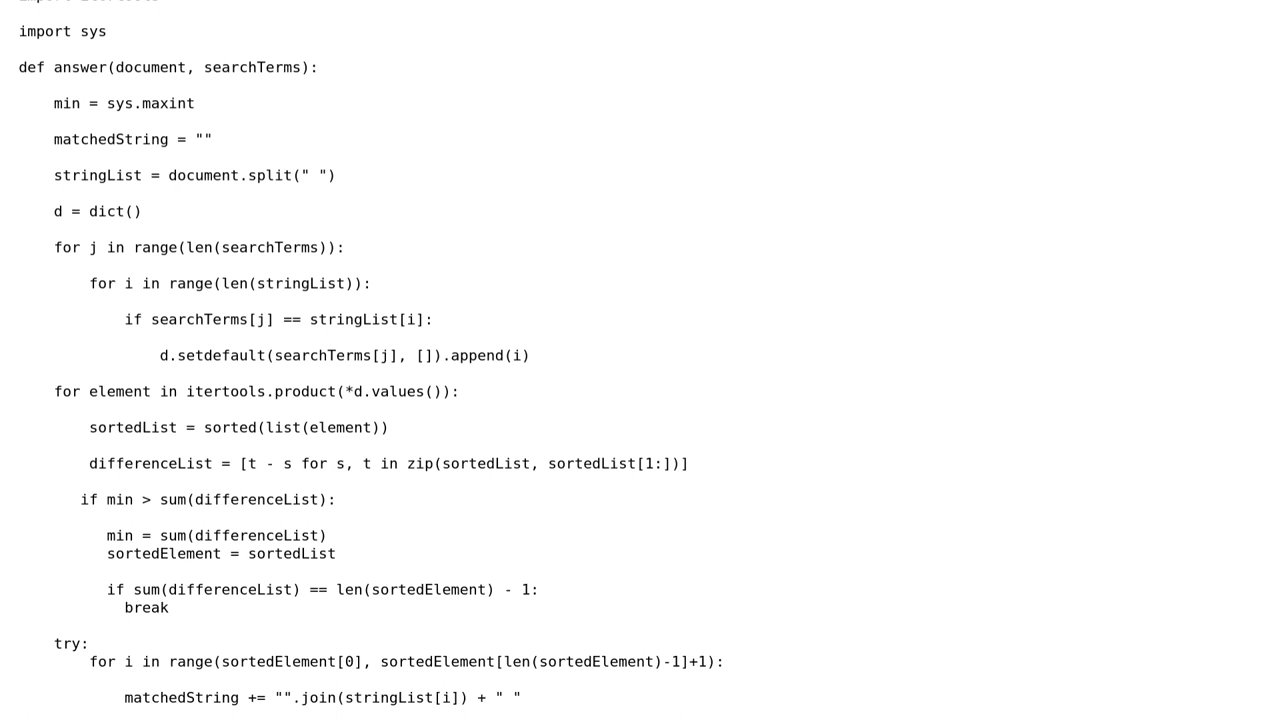 import sys
def answer(document, searchTerms):
    min = sys.maxint
    matchedString = ""
    stringList = document.split(" ")
    d = dict()
    for j in range(len(searchTerms)):
        for i in range(len(stringList)):
            if searchTerms[j] == stringList[i]:
                d.setdefault(searchTerms[j], []).append(i)
    for element in itertools.product(*d.values()):
        sortedList = sorted(list(element))
        differenceList = [t - s for s, t in zip(sortedList, sortedList[1:])]
       if min > sum(differenceList):
          min = sum(differenceList)
          sortedElement = sortedList
          if sum(differenceList) == len(sortedElement) - 1:
            break
    try:
        for i in range(sortedElement[0], sortedElement[len(sortedElement)-1]+1):
            matchedString += "".join(stringList[i]) + " "